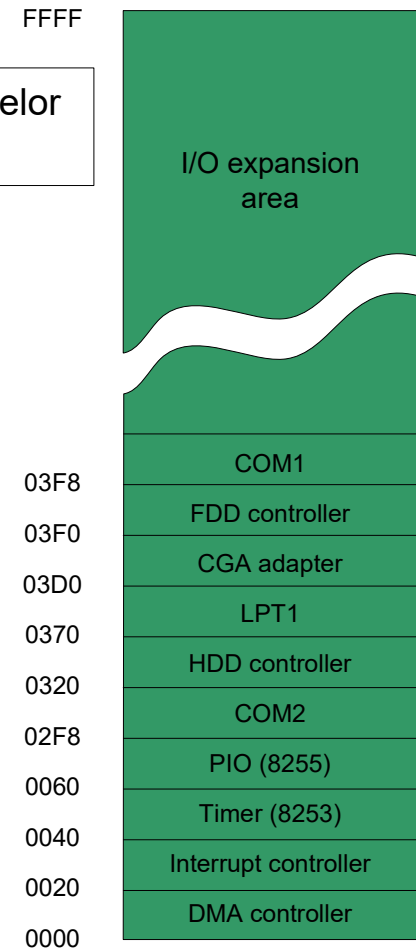 FFFF
elor
I/O expansion
area
COM1
03F8
FDD controller
03F0
CGA adapter
03D0
LPT1
0370
HDD controller
0320
COM2
02F8
PIO (8255)
0060
Timer (8253)
0040
Interrupt controller
0020
DMA controller
0000